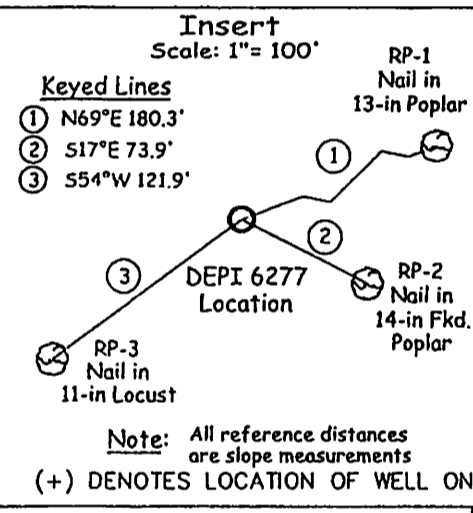 Insert
Scale: 1"= 100'
Keyed Lines
1 N69°E 180.3'
2 S17°E 73.9'
3 S54°W 121.9'
RP-1
Nail in
13-in Poplar
1
2
3
DEPI 6277
Location
RP-2
Nail in
14-in Fkd.
Poplar
RP-3
Nail in
11-in Locust
Note: All reference distances
are slope measurements
(+) DENOTES LOCATION OF WELL ON